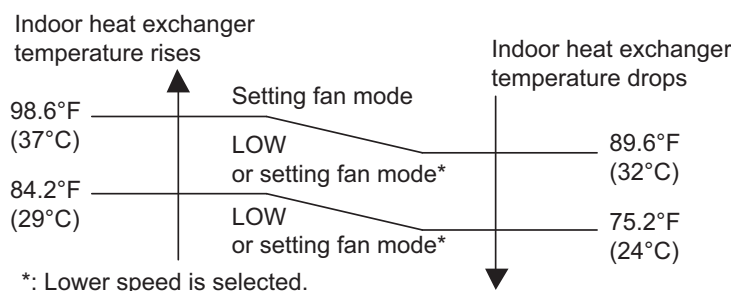 Indoor heat exchanger
temperature rises
Indoor heat exchanger
temperature drops
98.6°F
(37°C)
Setting fan mode
LOW
or setting fan mode*
89.6°F
(32°C)
84.2°F
(29°C)
LOW
or setting fan mode*
75.2°F
(24°C)
*: Lower speed is selected.